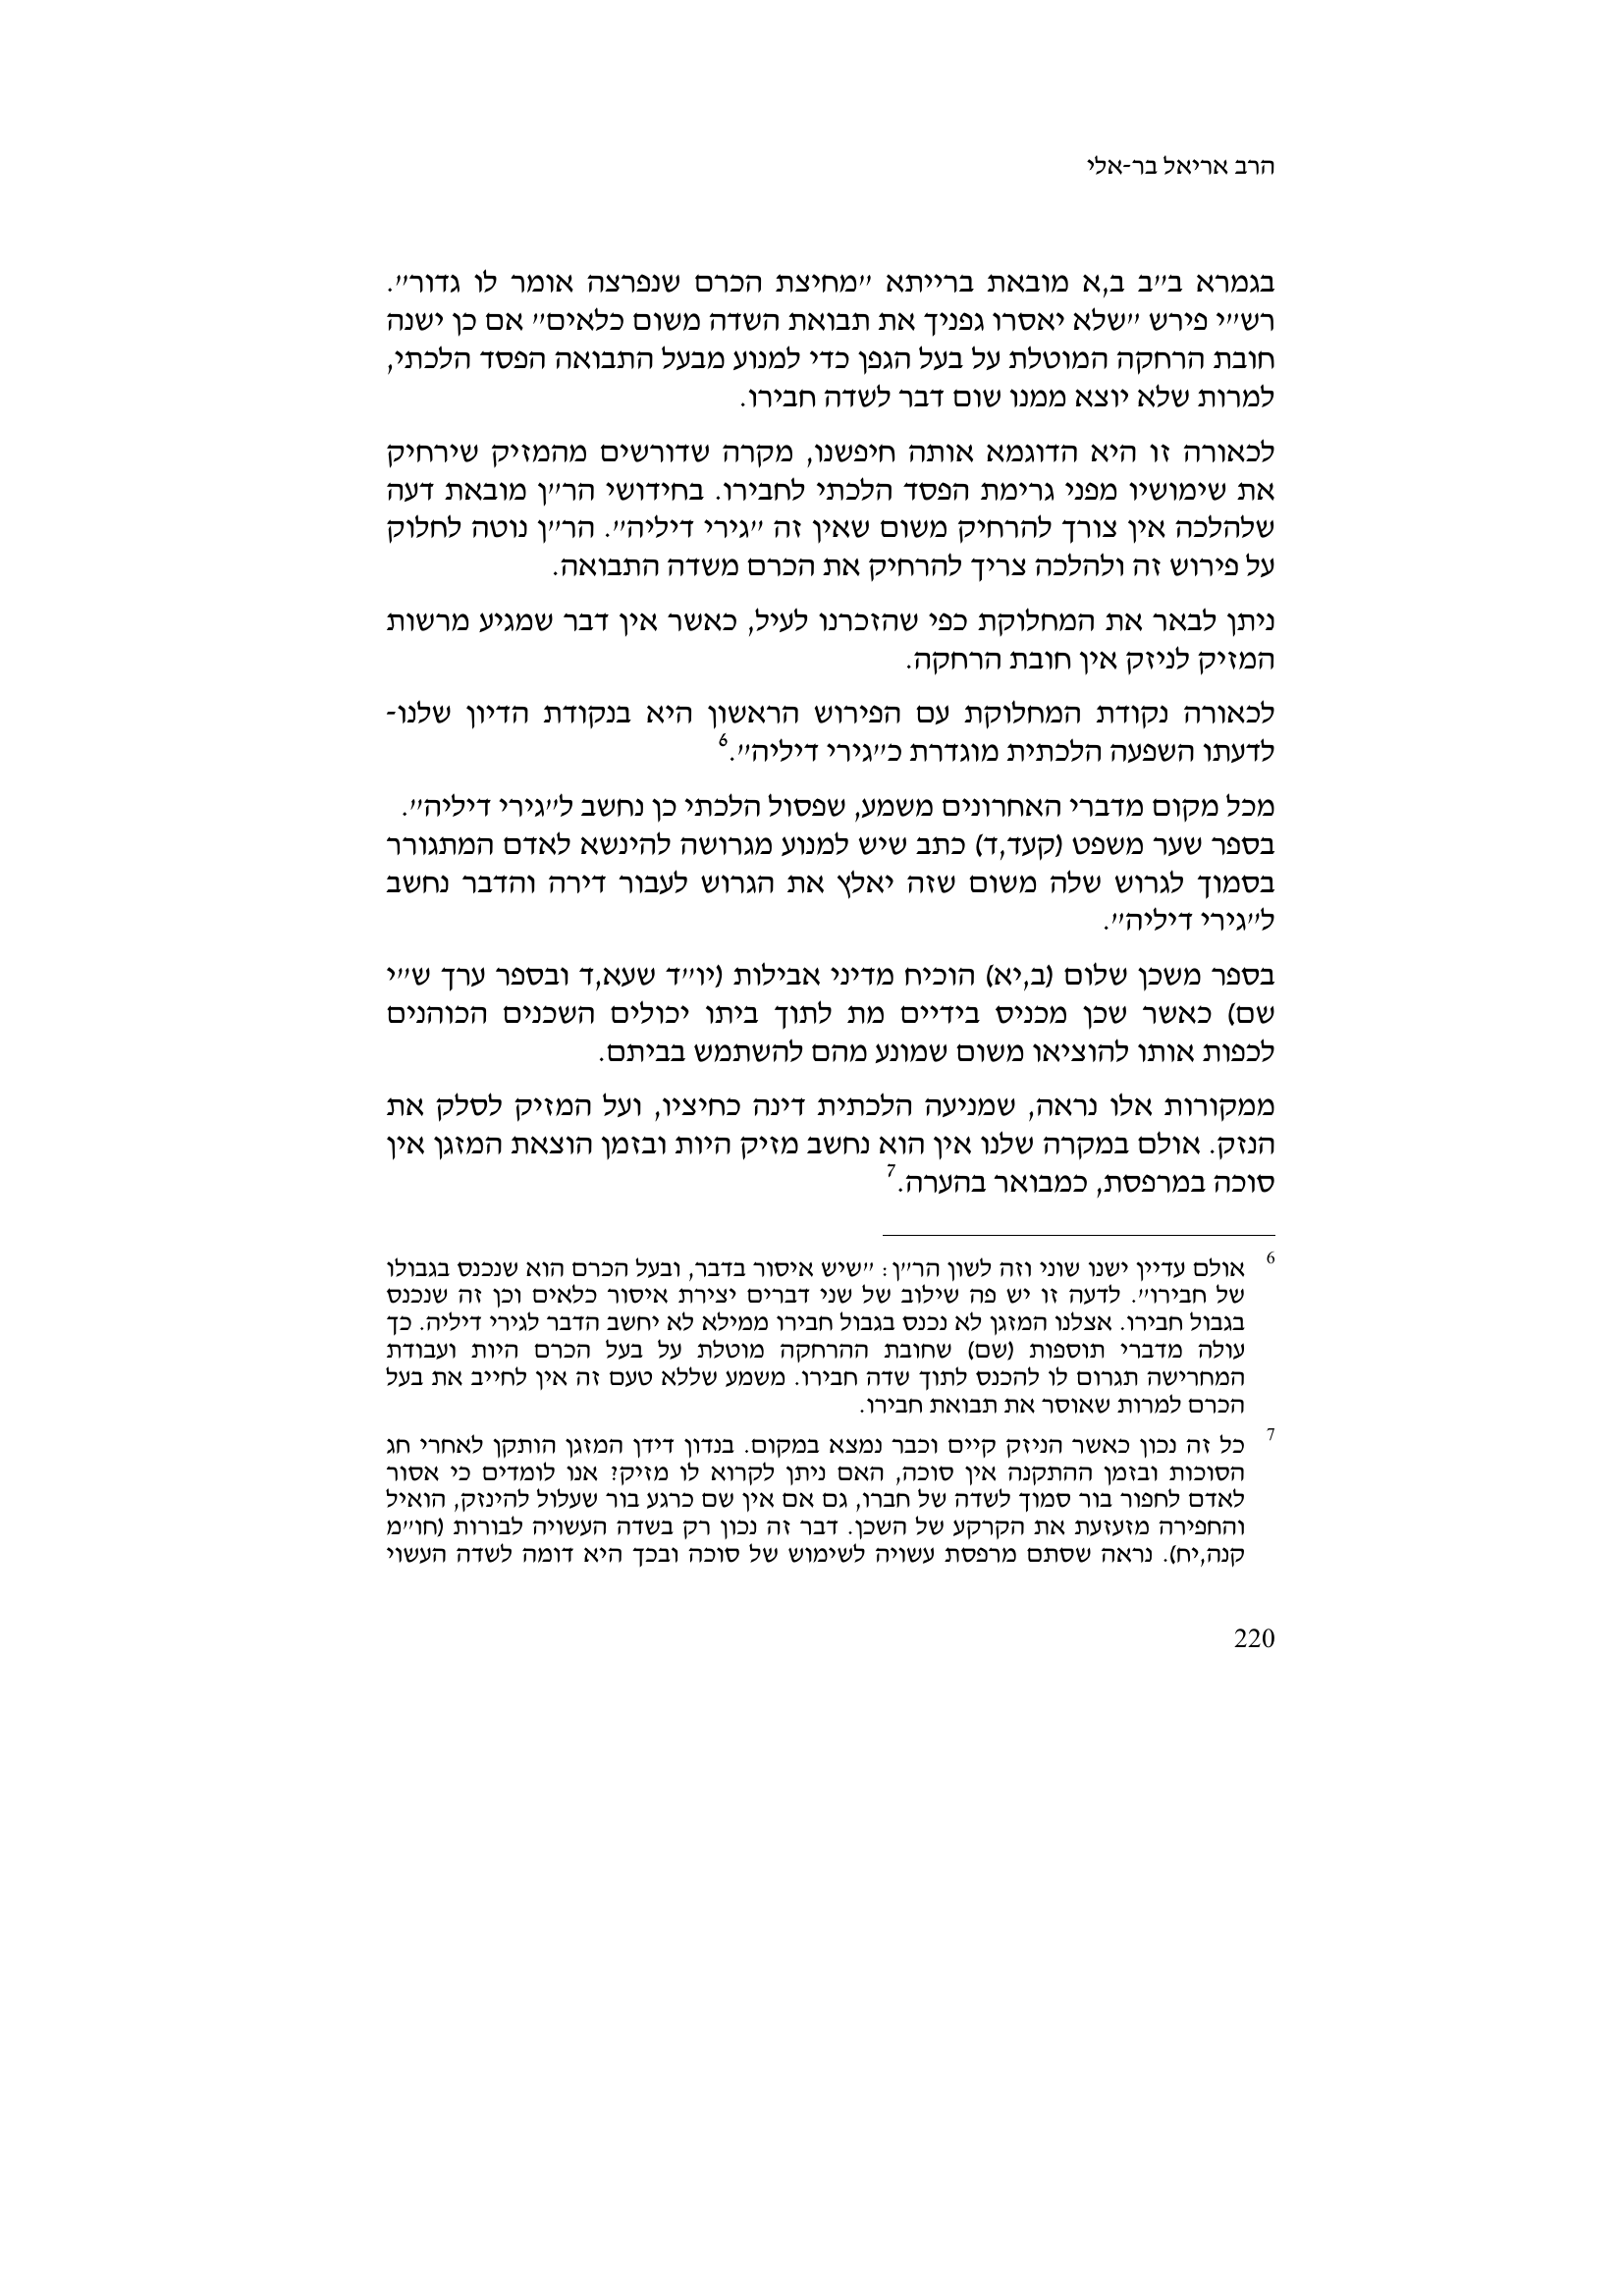 הרב אריאל בר-אלי
בגמרא ב״ב ב,א מובאת ברייתא ״מחיצת הכרם שנפרצה אומר לו גדור״.
רש״י פירש ״שלא יאסרו גפניך את תבואת השדה משום כלאים״ אם כן ישנה
חובת הרחקה המוטלת על בעל הגפן כדי למנוע מבעל התבואה הפסד הלכתי,
למרות שלא יוצא ממנו שום דבר לשדה חבירו.
לכאורה זו היא הדוגמא אותה חיפשנו, מקרה שדורשים מהמזיק שירחיק
את שימושיו מפני גרימת הפסד הלכתי לחבירו. בחידושי הר״ן מובאת דעה
שלהלכה אין צורך להרחיק משום שאין זה ״גירי דיליה״. הר״ן נוטה לחלוק
על פירוש זה ולהלכה צריך להרחיק את הכרם משדה התבואה.
ניתן לבאר את המחלוקת כפי שהזכרנו לעיל, כאשר אין דבר שמגיע מרשות
המזיק לניזק אין חובת הרחקה.
לכאורה נקודת המחלוקת עם הפירוש הראשון היא בנקודת הדיון שלנו-
לדעתו השפעה הלכתית מוגדרת כ״גירי דיליה״.6
מכל מקום מדברי האחרונים משמע, שפסול הלכתי כן נחשב ל״גירי דיליה״.
בספר שער משפט (קעד,ד) כתב שיש למנוע מגרושה להינשא לאדם המתגורר
בסמוך לגרוש שלה משום שזה יאלץ את הגרוש לעבור דירה והדבר נחשב
ל״גירי דיליה״.
בספר משכן שלום (ב,יא) הוכיח מדיני אבילות (יו״ד שעא,ד ובספר ערך ש״י
שם) כאשר שכן מכניס בידיים מת לתוך ביתו יכולים השכנים הכוהנים
לכפות אותו להוציאו משום שמונע מהם להשתמש בביתם.
ממקורות אלו נראה, שמניעה הלכתית דינה כחיציו, ועל המזיק לסלק את
הנזק. אולם במקרה שלנו אין הוא נחשב מזיק היות ובזמן הוצאת המזגן אין
סוכה במרפסת, כמבואר בהערה.7
6 אולם עדיין ישנו שוני וזה לשון הר״ן: ״שיש איסור בדבר, ובעל הכרם הוא שנכנס בגבולו
של חבירו״. לדעה זו יש פה שילוב של שני דברים יצירת איסור כלאים וכן זה שנכנס
בגבול חבירו. אצלנו המזגן לא נכנס בגבול חבירו ממילא לא יחשב הדבר לגירי דיליה. כך
עולה מדברי תוספות (שם) שחובת ההרחקה מוטלת על בעל הכרם היות ועבודת
המחרישה תגרום לו להכנס לתוך שדה חבירו. משמע שללא טעם זה אין לחייב את בעל
הכרם למרות שאוסר את תבואת חבירו.
7 כל זה נכון כאשר הניזק קיים וכבר נמצא במקום. בנדון דידן המזגן הותקן לאחרי חג
הסוכות ובזמן ההתקנה אין סוכה, האם ניתן לקרוא לו מזיק? אנו לומדים כי אסור
לאדם לחפור בור סמוך לשדה של חברו, גם אם אין שם כרגע בור שעלול להינזק, הואיל
והחפירה מזעזעת את הקרקע של השכן. דבר זה נכון רק בשדה העשויה לבורות (חו״מ
קנה,יח). נראה שסתם מרפסת עשויה לשימוש של סוכה ובכך היא דומה לשדה העשוי
220